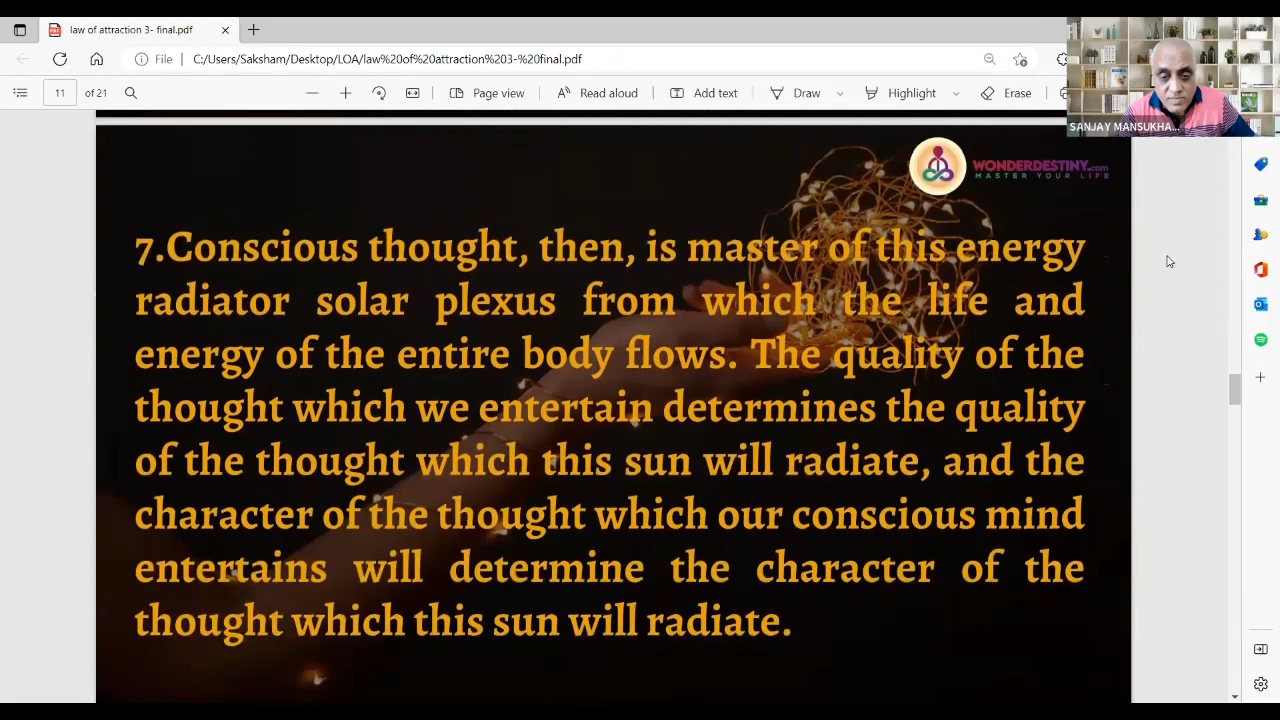 law of attraction 3- final.pdf
File
C:/Users/Saksham/Desktop/LOA/law%20of%20attraction%203-%20final.pdf
11 of 21
Page view
Read aloud
Add text
Draw
Highlight
Erase
SANJAY MANSUKHA...
WONDERDESTINY.com
MASTER YOUR LIFE
7.Conscious thought, then, is master of this energy
radiator solar plexus from which the life and
energy of the entire body flows. The quality of the
thought which we entertain determines the quality
of the thought which this sun will radiate, and the
character of the thought which our conscious mind
entertains will determine the character of the
thought which this sun will radiate.